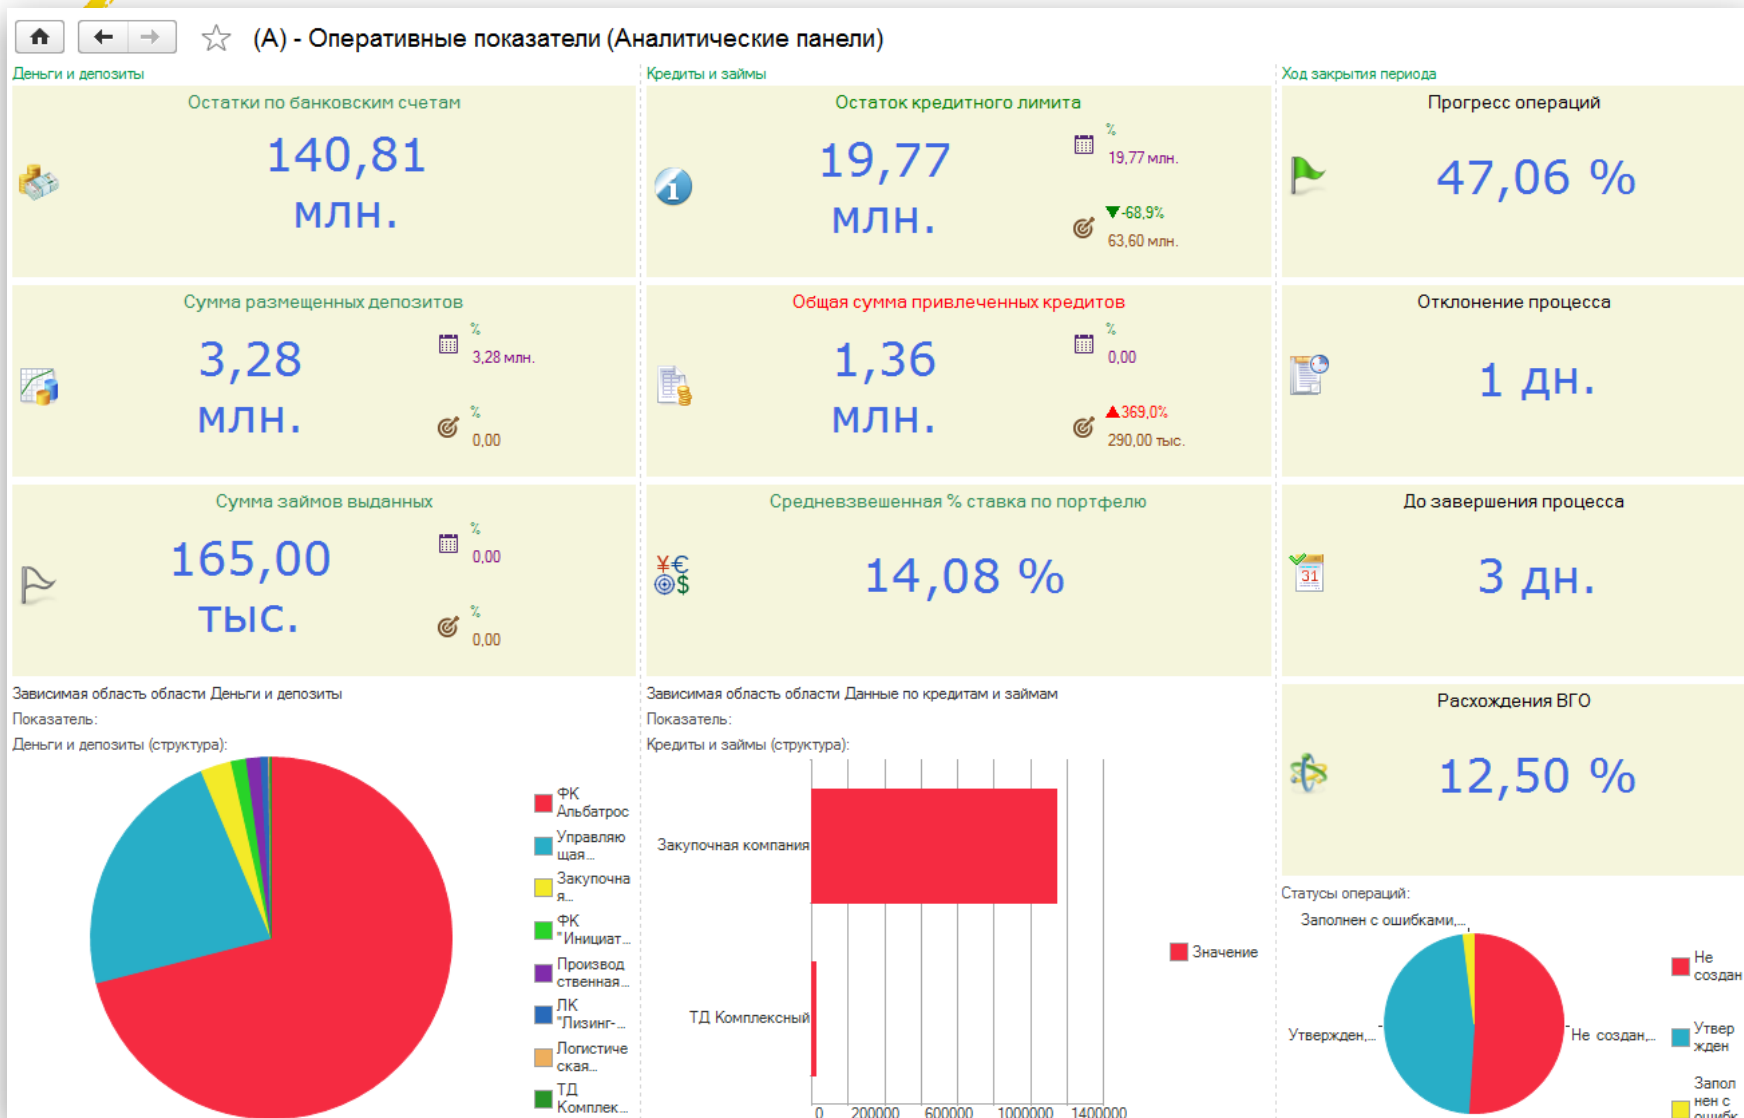 (А) - Оперативные показатели (Аналитические панели)
Деньги и депозиты
Остатки по банковским счетам
140,81
млн.
Сумма размещенных депозитов
3,28
млн.
%
3,28 млн.
%
0,00
Сумма займов выданных
165,00
тыс.
%
0,00
%
0,00
Зависимая область области Деньги и депозиты
Показатель:
Деньги и депозиты (структура):
ФК
Альбатрос
Управляю
щая...
Закупочна
я...
ФК
"Инициат...
Производ
ственная...
ЛК
"Лизинг-...
Логистиче
ская...
ТД
Комплек...
Кредиты и займы
Остаток кредитного лимита
19,77
млн.
%
19,77 млн.
▼-68,9%
63,60 млн.
Общая сумма привлеченных кредитов
1,36
млн.
%
0,00
▲369,0%
290,00 тыс.
Средневзвешенная % ставка по портфелю
¥€
$
14,08 %
Зависимая область области Данные по кредитам и займам
Показатель:
Кредиты и займы (структура):
Закупочная компания
ТД Комплексный
0 200000 600000 1000000 1400000
Значение
Ход закрытия периода
Прогресс операций
47,06 %
Отклонение процесса
1 дн.
До завершения процесса
31
3 дн.
Расхождения ВГО
12,50 %
Статусы операций:
Заполнен с ошибками,...
Утвержден,...
Не создан,...
Не
создан
Утвер
жден
Запол
нен с
ошибк